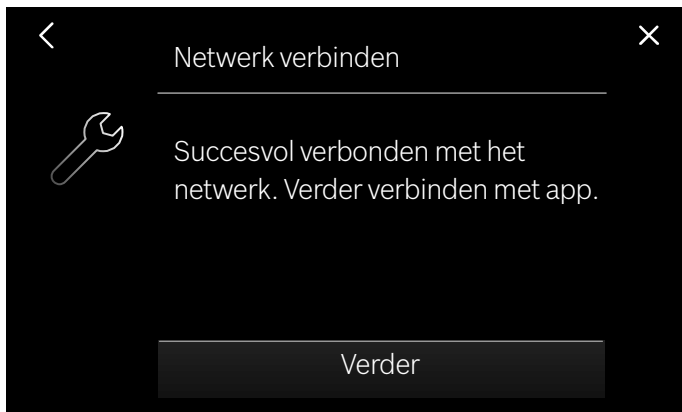 Netwerk verbinden
Succesvol verbonden met het
netwerk. Verder verbinden met app.
Verder